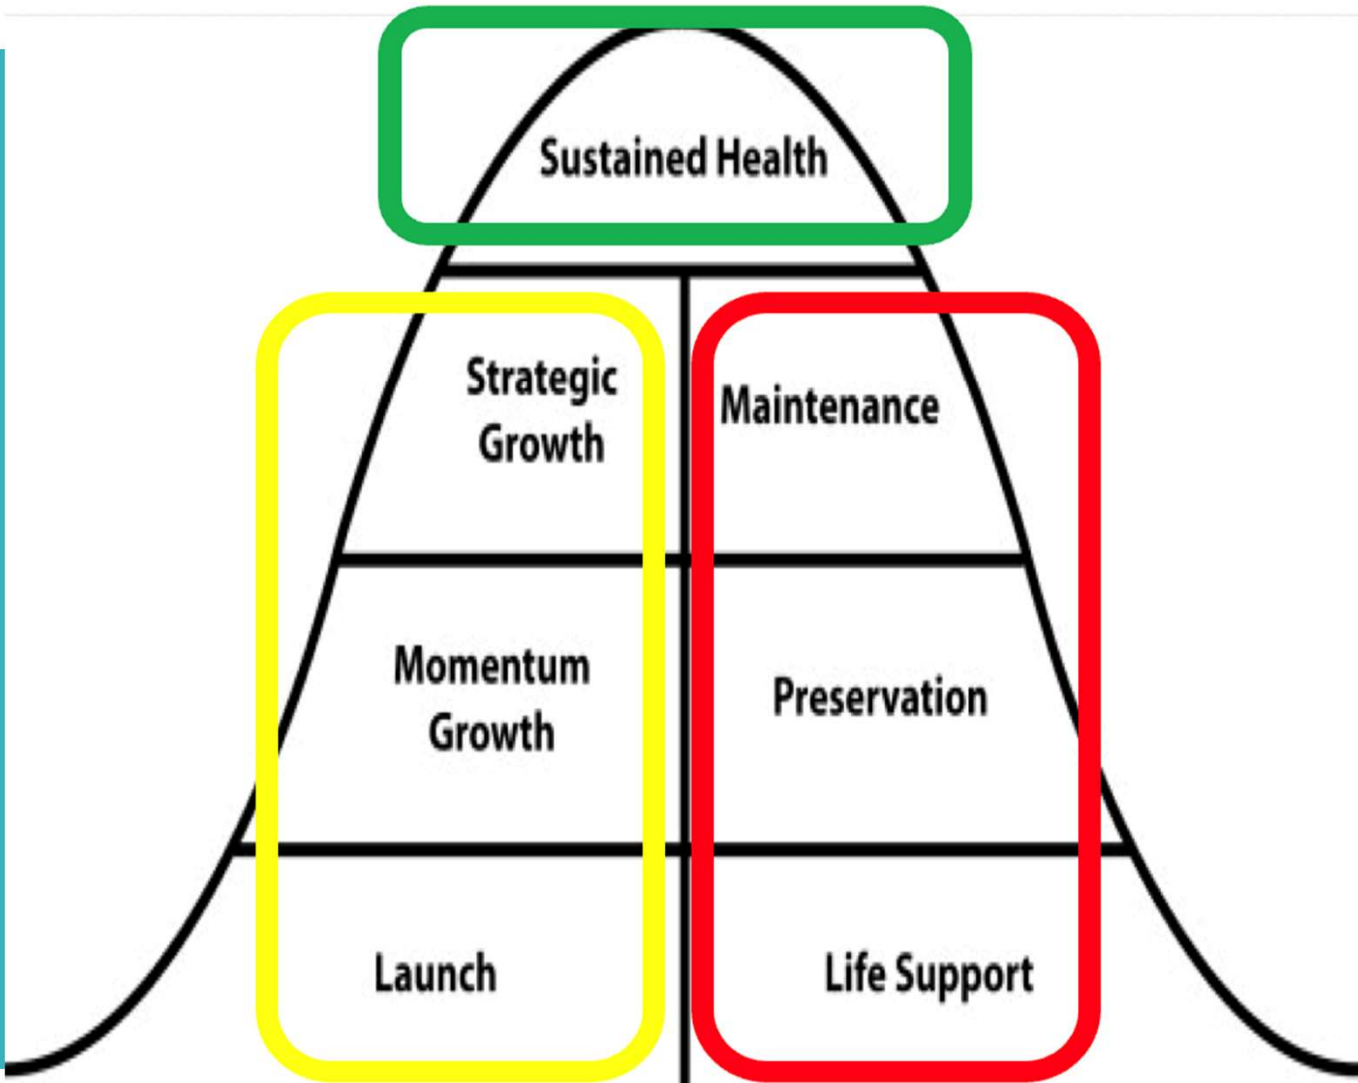 Sustained Health
Strategic
Growth
Maintenance
Momentum
Growth
Preservation
Launch
Life Support